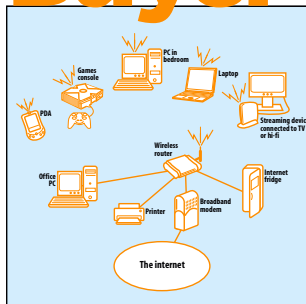 Buyer
PC in
bedroom
Games
console
Laptop
PDA
Streaming device
connected to TV
or hi-fi
Wireless
router
Office
PC
Internet
fridge
Printer
Broadband
modem
The internet